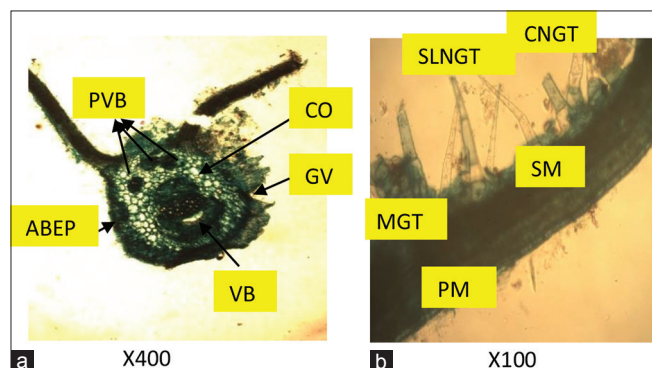 PVB
CO
GV
ABEP
VB
a
X400
CNGT
SLNGT
SM
MGT
PM
b
X100